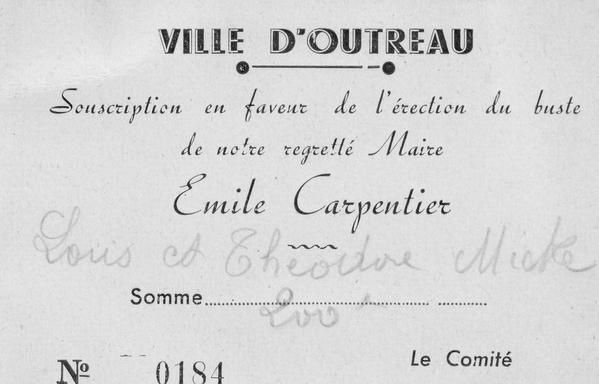 VILLE D'OUTREAU
Souscription en faveur de l'érection du buste
de notre regretté Maire
Emile Carpentier
Louis et Théodore
Somme
200
Nº 0184
Le Comité